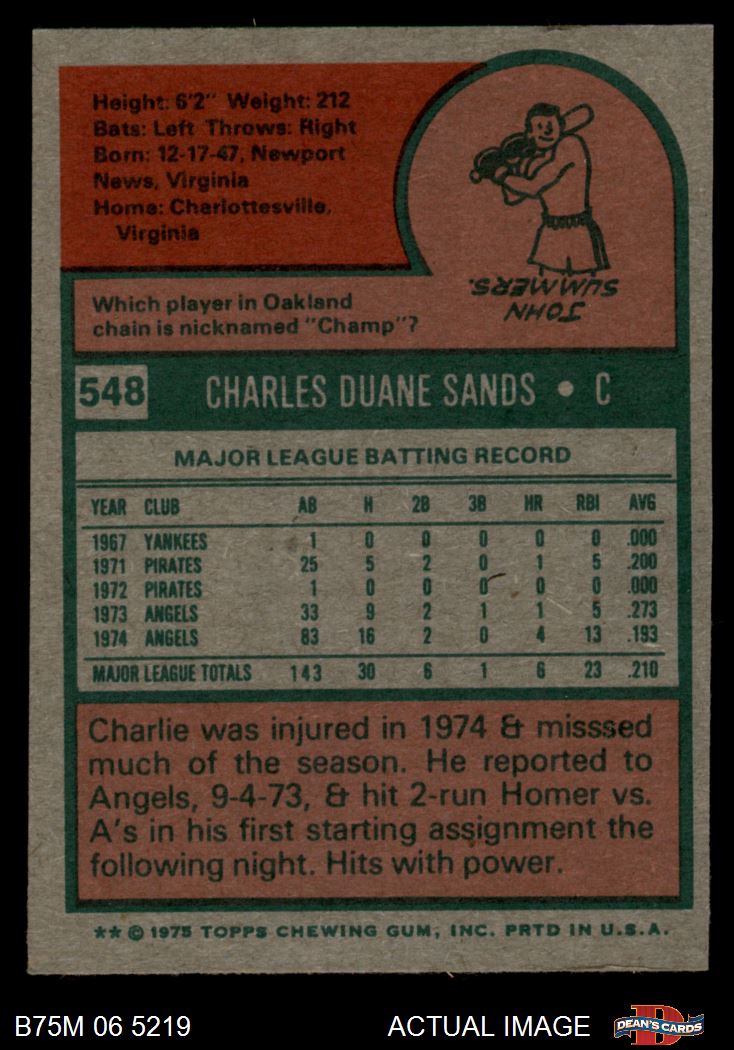 Height: 6'2" Weight: 212
Bats: Left Throws: Right
Born: 12-17-47, Newport
News, Virginia
Home: Charlottesville,
Virginia
JOHN
SUMMERS.
Which player in Oakland
chain is nicknamed "Champ"?
548 CHARLES DUANE SANDS • C
MAJOR LEAGUE BATTING RECORD
YEAR CLUB AB H 2B 3B HR RBI AVG
1967 YANKEES 1 0 0 0 0 0 .000
1971 PIRATES 25 5 2 0 1 5 .200
1972 PIRATES 1 0 0 0 0 0 .000
1973 ANGELS 33 9 2 1 1 5 .273
1974 ANGELS 83 16 2 0 4 13 .193
MAJOR LEAGUE TOTALS 143 30 6 1 6 23 .210
Charlie was injured in 1974 & misssed
much of the season. He reported to
Angels, 9-4-73, & hit 2-run Homer vs.
A's in his first starting assignment the
following night. Hits with power.
** © 1975 TOPPS CHEWING GUM, INC. PRTD IN U.S.A.
B75M 06 5219 ACTUAL IMAGE
D
DEAN'S CARDS